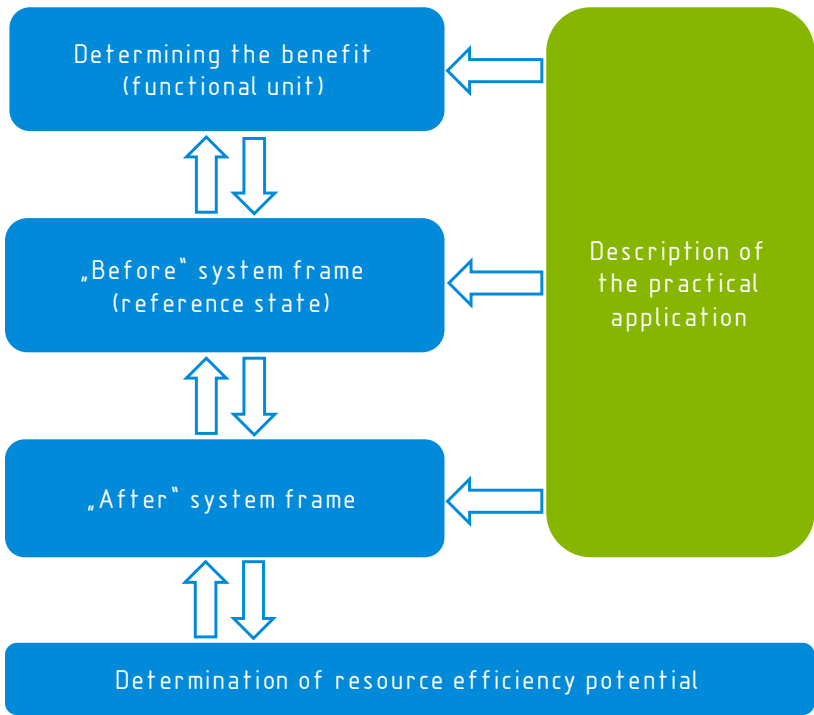 Determining the benefit
(functional unit)
„Before“ system frame
(reference state)
„After“ system frame
Description of
the practical
application
Determination of resource efficiency potential